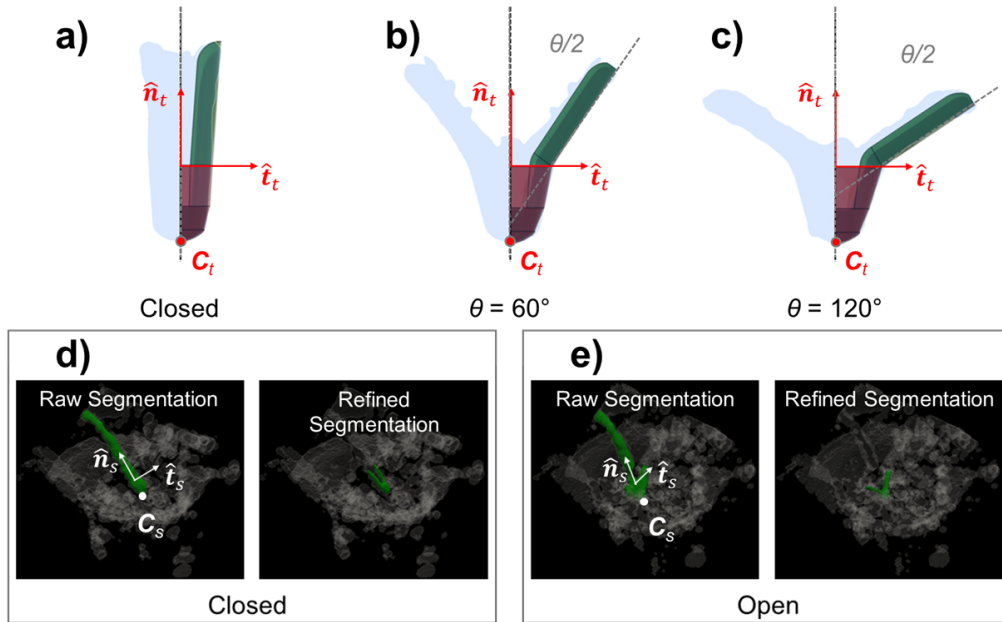 a)
b)
c)
θ/2
θ/2
n̂t
n̂t
n̂t
t̂t
t̂t
t̂t
Ct
Ct
Ct
Closed
θ = 60°
θ = 120°
d)
e)
Raw Segmentation
Refined
Segmentation
Raw Segmentation
Refined Segmentation
n̂s
t̂s
n̂s
t̂s
Cs
Cs
Closed
Open